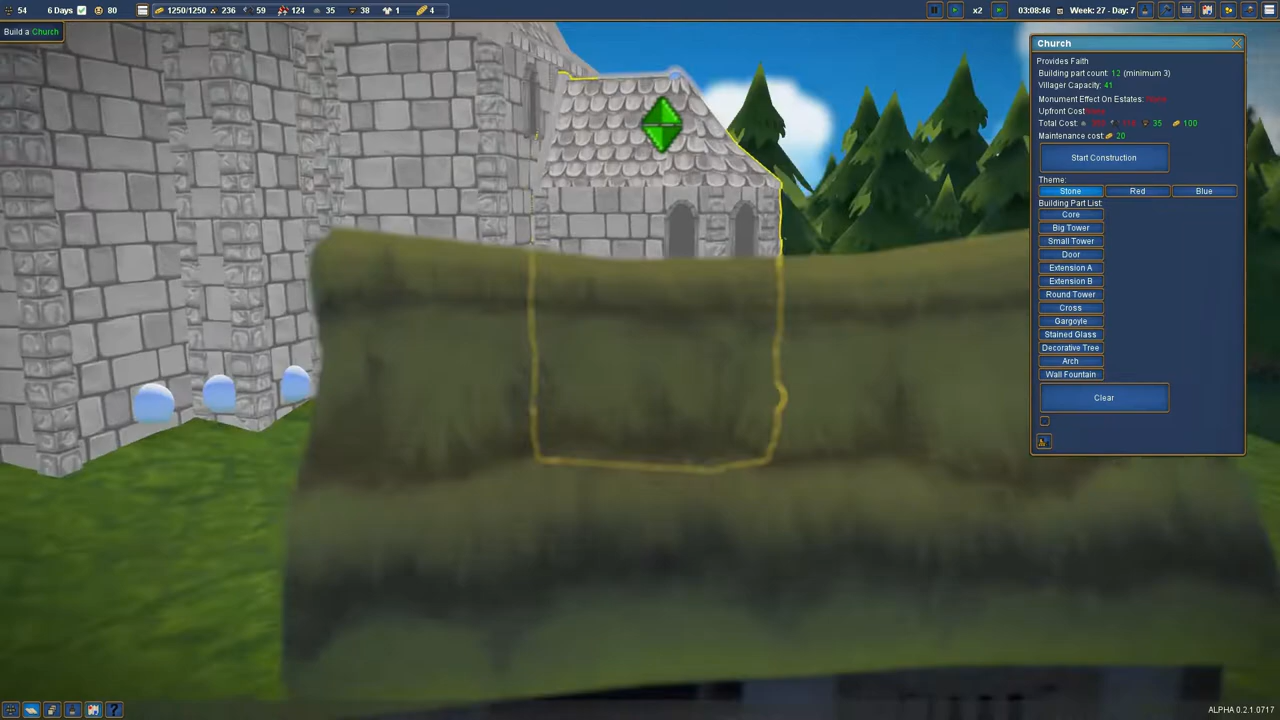 54 6 Days 80 1250/1250 236 59 124 35 38 1 4 x2 03:08:46 Week: 27 - Day: 7
Build a Church
Church
Provides Faith
Building part count: 12 (minimum 3)
Villager Capacity: 41
Monument Effect On Estates:
Upfront Cost
Total Cost: 35 100
Maintenance cost 20
Start Construction
Theme:
Stone Red Blue
Building Part List:
Core
Big Tower
Small Tower
Door
Extension A
Extension B
Round Tower
Cross
Gargoyle
Stained Glass
Decorative Tree
Arch
Wall Fountain
Clear
ALPHA 0.2.1.0717